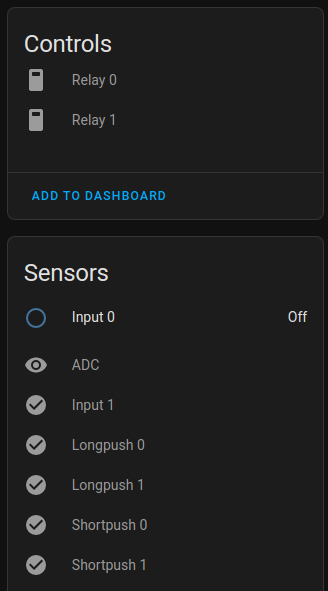 Controls
Relay 0
Relay 1
ADD TO DASHBOARD
Sensors
Input 0 Off
ADC
Input 1
Longpush 0
Longpush 1
Shortpush 0
Shortpush 1